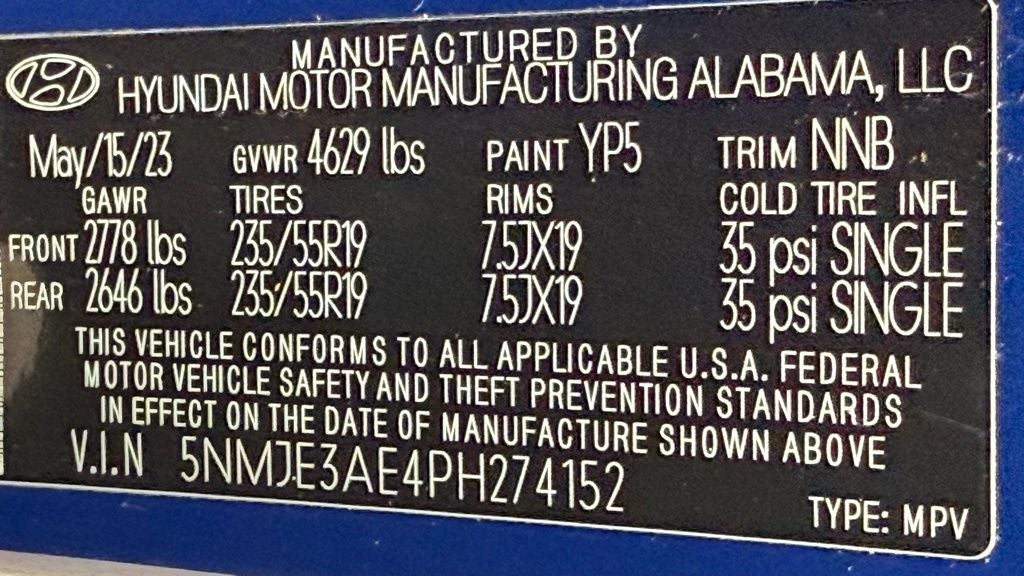 MANUFACTURED BY
HYUNDAI MOTOR MANUFACTURING ALABAMA, LLC
May/15/23 GVWR 4629 lbs PAINT YP5 TRIM NNB
GAWR TIRES RIMS COLD TIRE INFL
FRONT 2778 lbs 235/55R19 7.5JX19 35 psi SINGLE
REAR 2646 lbs 235/55R19 7.5JX19 35 psi SINGLE
THIS VEHICLE CONFORMS TO ALL APPLICABLE U.S.A. FEDERAL
MOTOR VEHICLE SAFETY AND THEFT PREVENTION STANDARDS
IN EFFECT ON THE DATE OF MANUFACTURE SHOWN ABOVE
V.I.N 5NMJE3AE4PH274152
TYPE: MPV